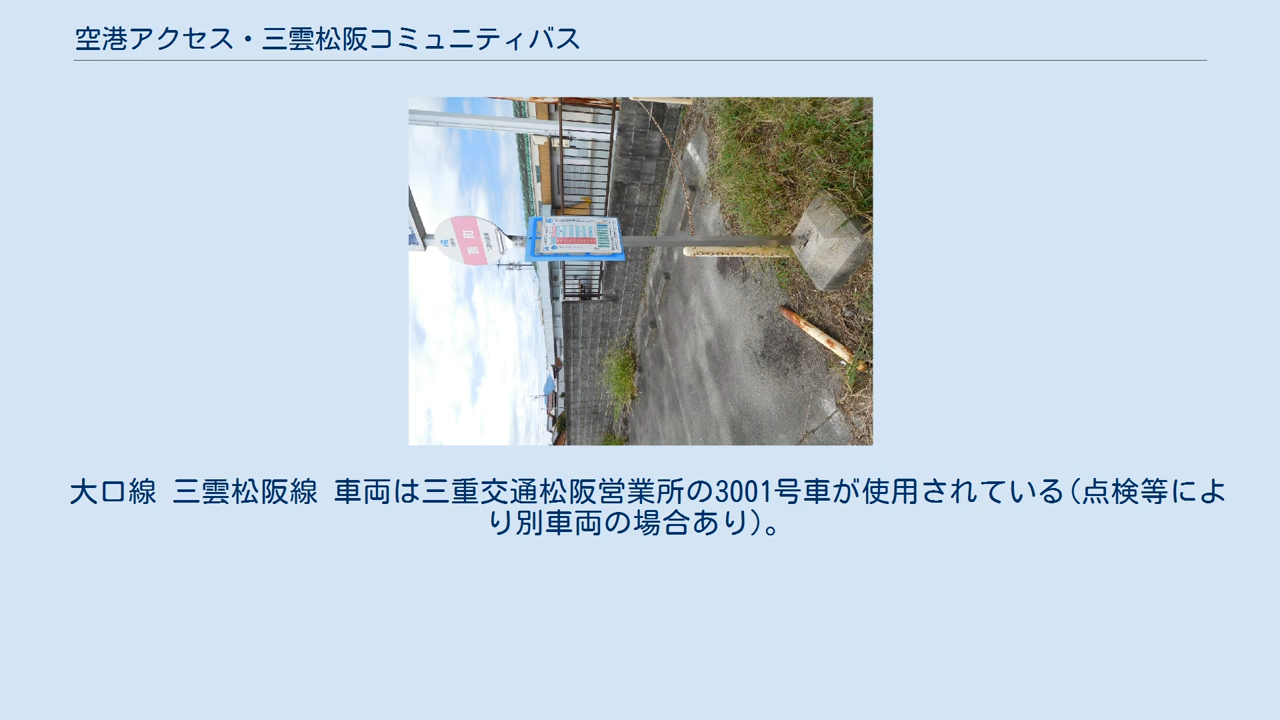 空港アクセス・三雲松阪コミュニティバス
大口線 三雲松阪線 車両は三重交通松阪営業所の3001号車が使用されている(点検等によ
り別車両の場合あり)。